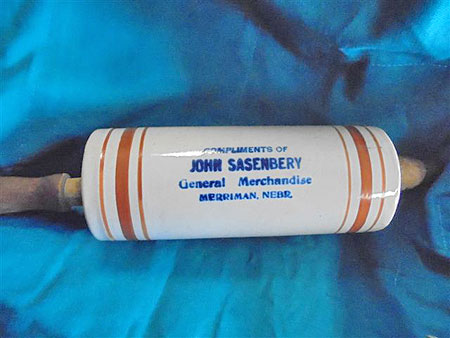 COMPLIMENTS OF
JOHN SASENBERY
General Merchandise
MERRIMAN, NEBR.